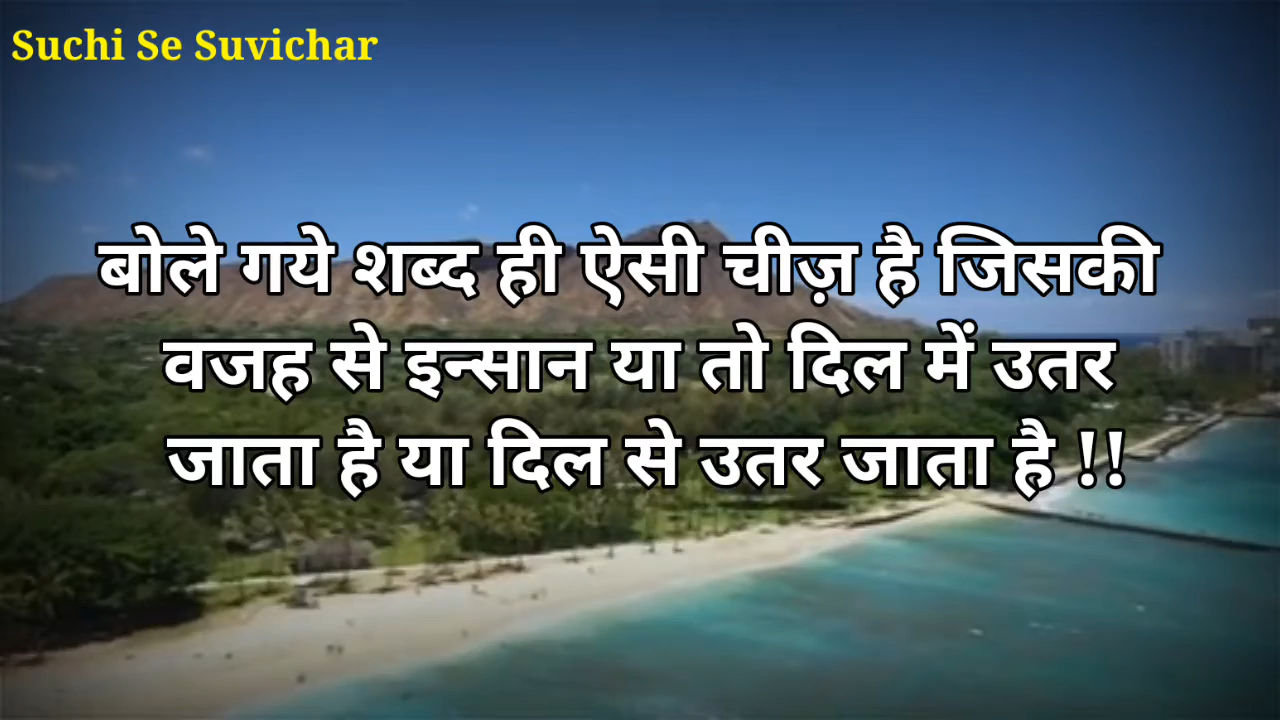 Suchi Se Suvichar
बोले गये शब्द ही ऐसी चीज़ है जिसकी
वजह से इन्सान या तो दिल में उतर
जाता है या दिल से उतर जाता है !!